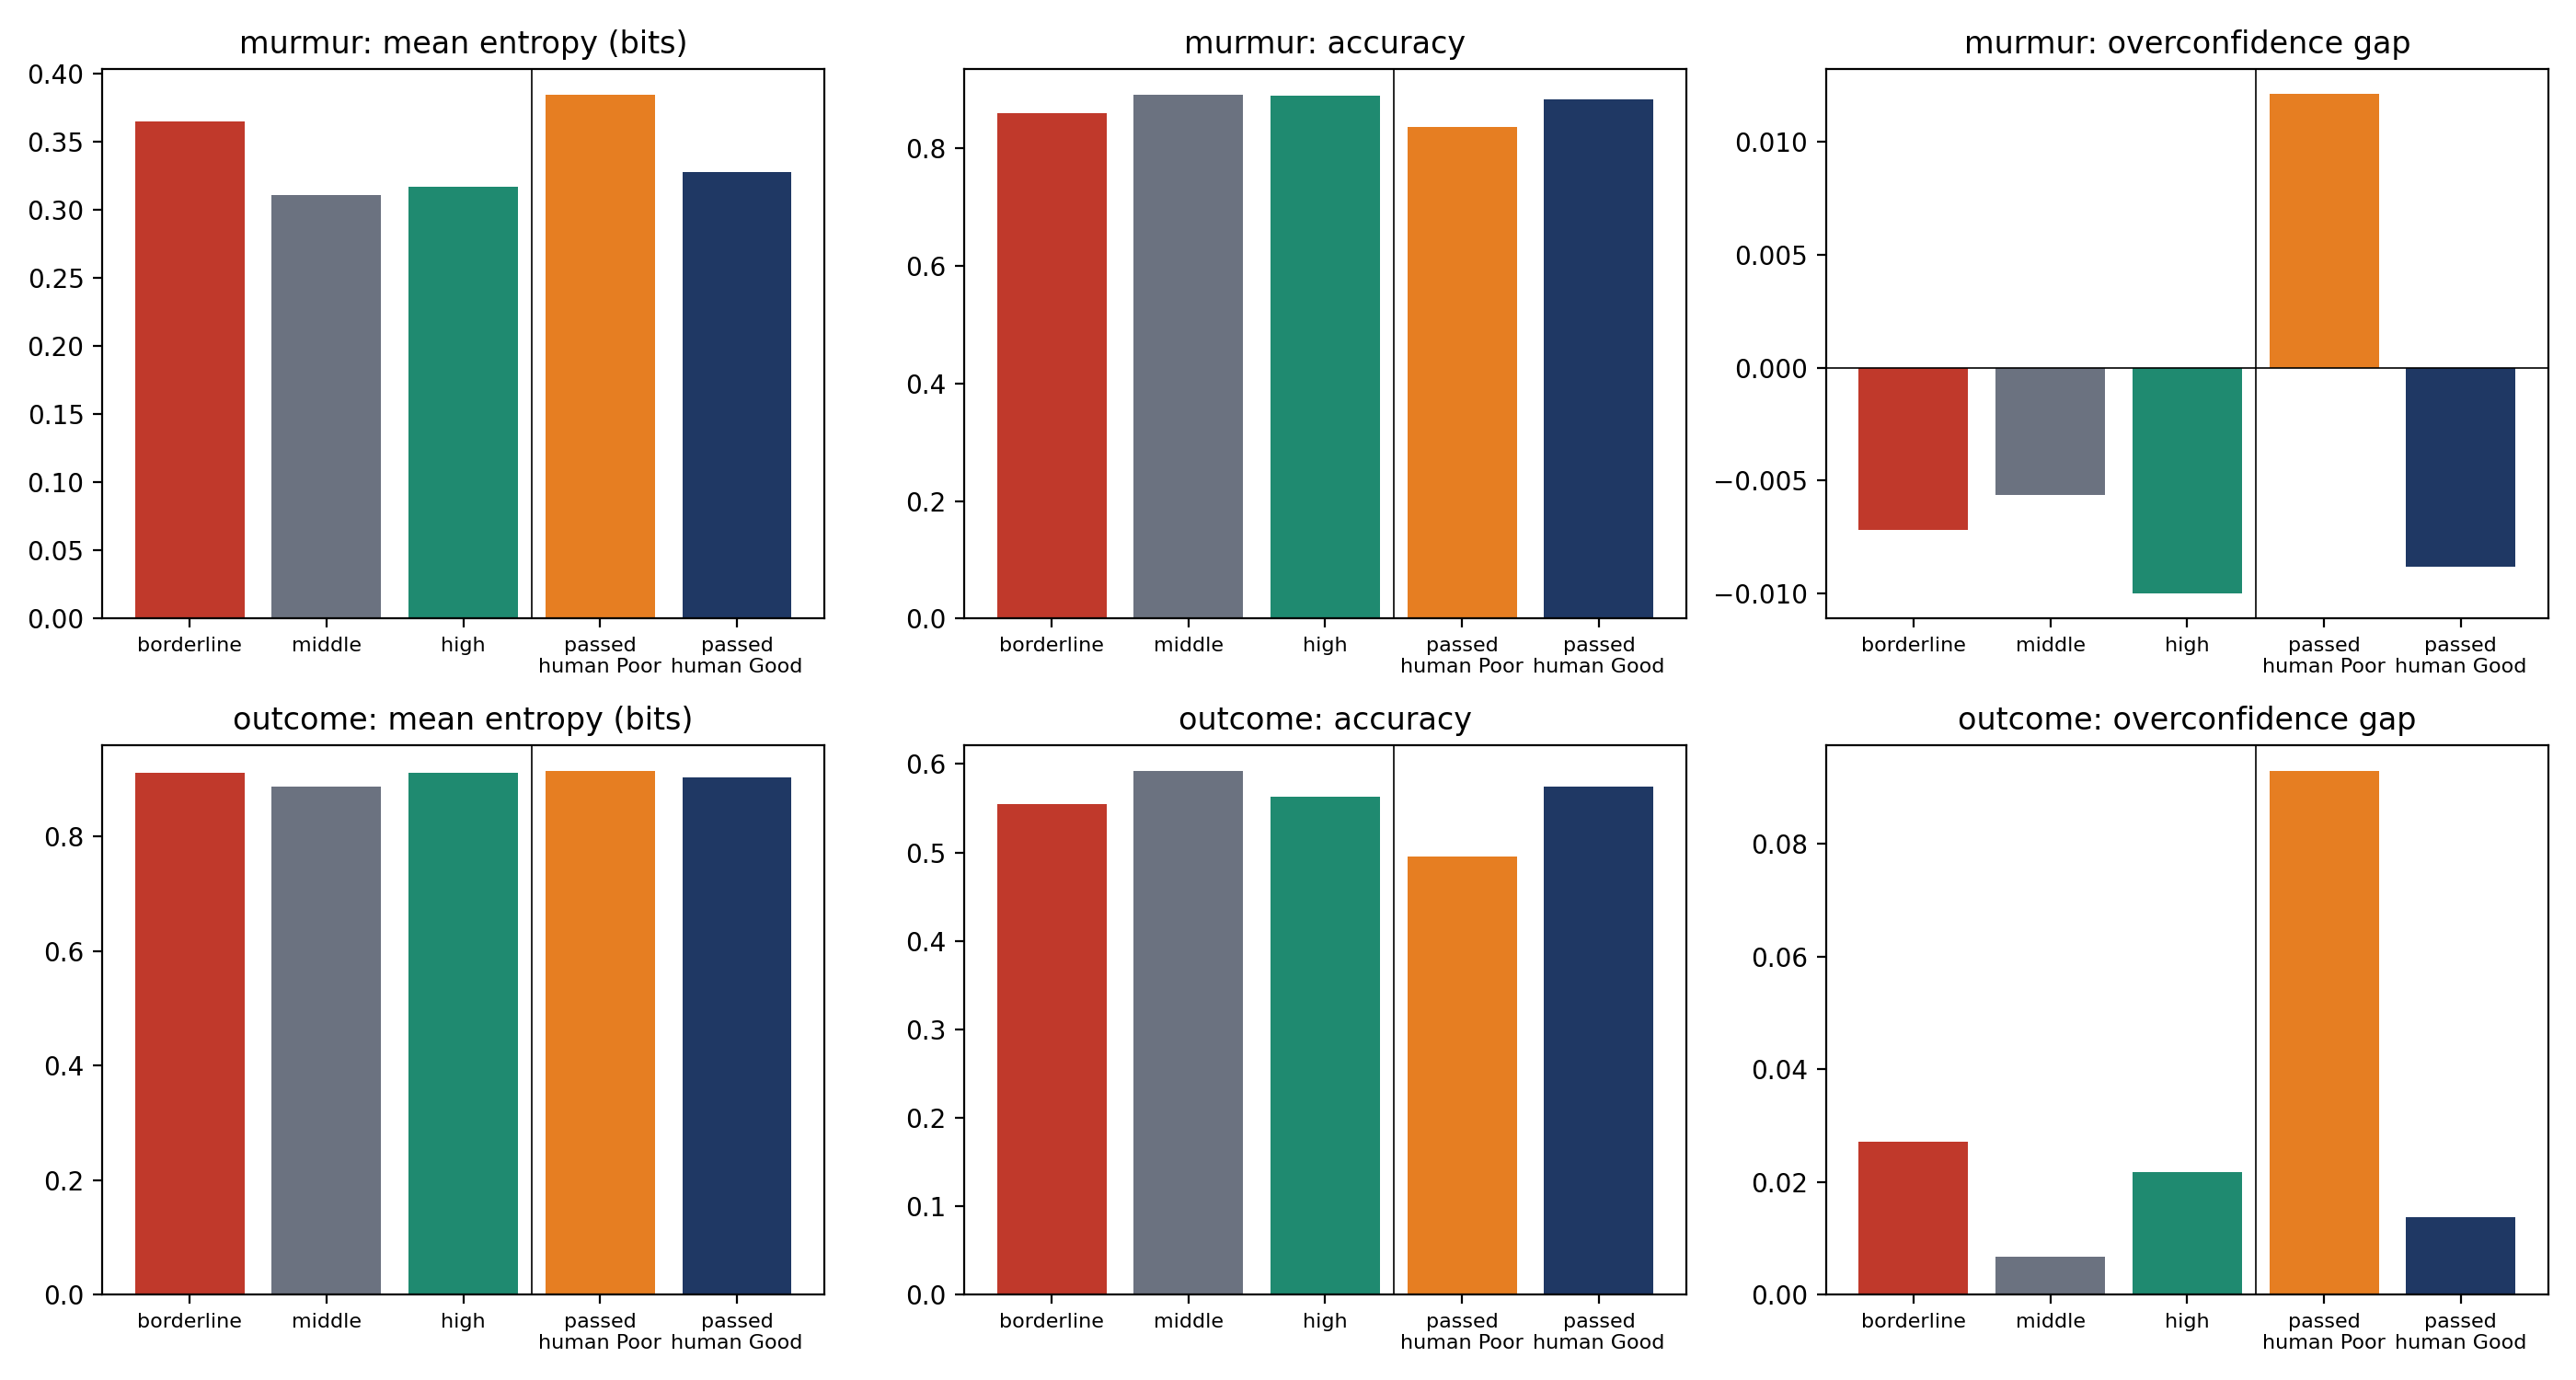 murmur: mean entropy (bits)
0.40
0.35
0.30
0.25
0.20
0.15
0.10
0.05
0.00
borderline
middle
high
passed
human Poor
passed
human Good
murmur: accuracy
0.8
0.6
0.4
0.2
0.0
borderline
middle
high
passed
human Poor
passed
human Good
murmur: overconfidence gap
0.010
0.005
0.000
−0.005
−0.010
borderline
middle
high
passed
human Poor
passed
human Good
outcome: mean entropy (bits)
0.8
0.6
0.4
0.2
0.0
borderline
middle
high
passed
human Poor
passed
human Good
outcome: accuracy
0.6
0.5
0.4
0.3
0.2
0.1
0.0
borderline
middle
high
passed
human Poor
passed
human Good
outcome: overconfidence gap
0.08
0.06
0.04
0.02
0.00
borderline
middle
high
passed
human Poor
passed
human Good